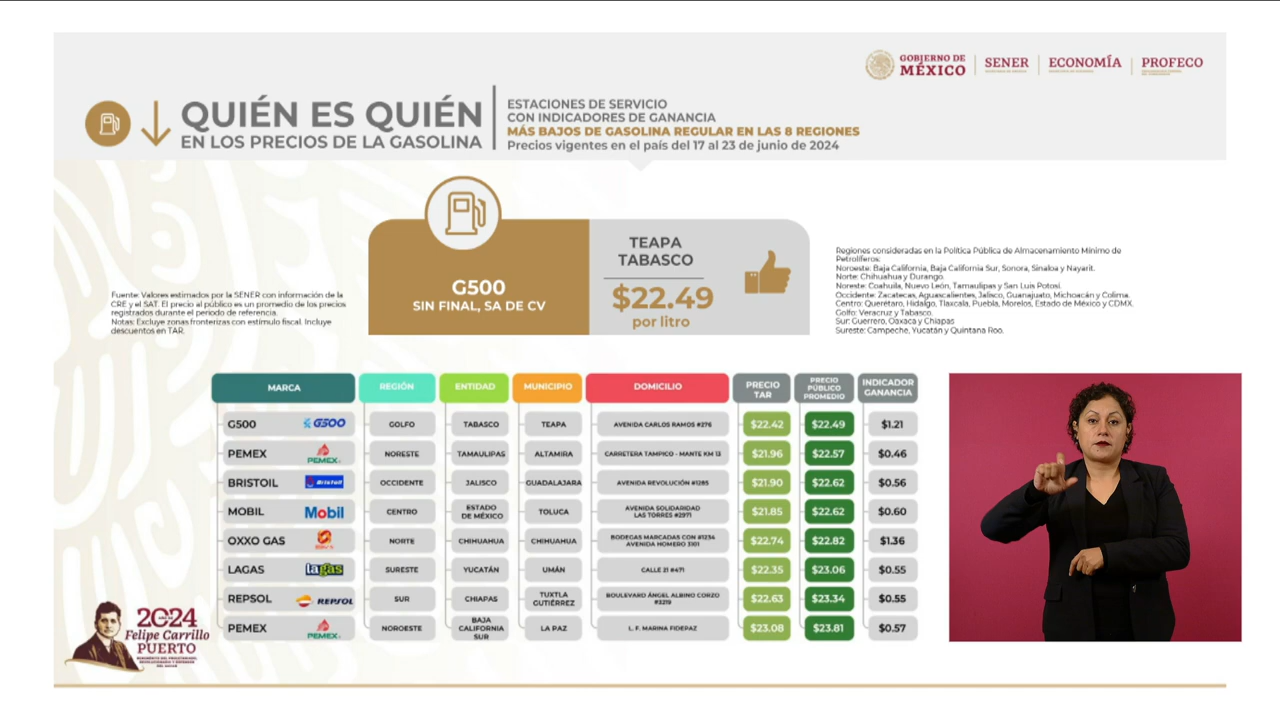 GOBIERNO DE
MÉXICO
SENER
ECONOMÍA
PROFECO
QUIÉN ES QUIÉN
EN LOS PRECIOS DE LA GASOLINA
ESTACIONES DE SERVICIO
CON INDICADORES DE GANANCIA
MÁS BAJOS DE GASOLINA REGULAR EN LAS 8 REGIONES
Precios vigentes en el país del 17 al 23 de junio de 2024
G500
SIN FINAL, SA DE CV
TEAPA
TABASCO
$22.49
por litro
Fuente: Valores estimados por la SENER con información de la
CRE y el SAT. El precio al público es un promedio de los precios
registrados durante el periodo de referencia.
Notas: Excluye zonas fronterizas con estímulo fiscal. Incluye
descuentos en TAR.
Regiones consideradas en la Política Pública de Almacenamiento Mínimo de
Petrolíferos:
Noroeste: Baja California, Baja California Sur, Sonora, Sinaloa y Nayarit.
Norte: Chihuahua y Durango.
Noreste: Coahuila, Nuevo León, Tamaulipas y San Luis Potosí.
Occidente: Zacatecas, Aguascalientes, Jalisco, Guanajuato, Michoacán y Colima.
Centro: Querétaro, Hidalgo, Tlaxcala, Puebla, Morelos, Estado de México y CDMX.
Golfo: Veracruz y Tabasco.
Sur: Guerrero, Oaxaca y Chiapas
Sureste: Campeche, Yucatán y Quintana Roo.
MARCA REGIÓN ENTIDAD MUNICIPIO DOMICILIO PRECIO TAR PRECIO PÚBLICO PROMEDIO INDICADOR GANANCIA
G500 G500 GOLFO TABASCO TEAPA AVENIDA CARLOS RAMOS #276 $22.42 $22.49 $1.21
PEMEX PEMEX NORESTE TAMAULIPAS ALTAMIRA CARRETERA TAMPICO - MANTE KM 13 $21.96 $22.57 $0.46
BRISTOIL Bristoil OCCIDENTE JALISCO GUADALAJARA AVENIDA REVOLUCIÓN #1285 $21.90 $22.62 $0.56
MOBIL Mobil CENTRO ESTADO DE MÉXICO TOLUCA AVENIDA SOLIDARIDAD LAS TORRES #2971 $21.85 $22.62 $0.60
OXXO GAS NORTE CHIHUAHUA CHIHUAHUA BODEGAS MARCADAS CON #1234 AVENIDA HOMERO 3101 $22.74 $22.82 $1.36
LAGAS lagas SURESTE YUCATÁN UMÁN CALLE 21 #471 $22.35 $23.06 $0.55
REPSOL REPSOL SUR CHIAPAS TUXTLA GUTIÉRREZ BOULEVARD ÁNGEL ALBINO CORZO #3219 $22.63 $23.34 $0.55
PEMEX PEMEX NOROESTE BAJA CALIFORNIA SUR LA PAZ L. F. MARINA FIDEPAZ $23.08 $23.81 $0.57
2024
Felipe Carrillo
PUERTO